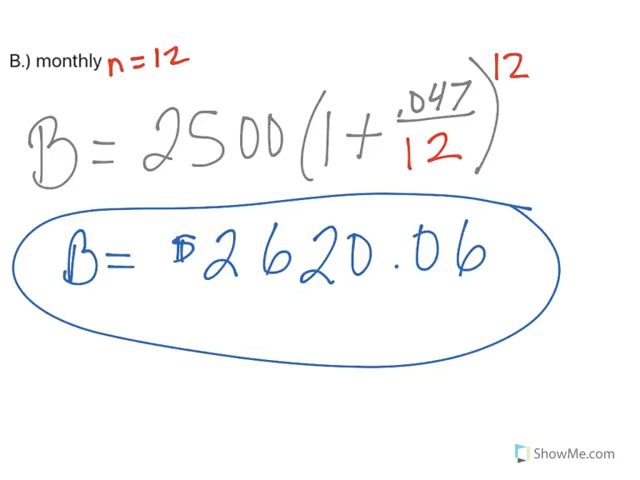 B.) monthly n = 12
B = 2500 (1 + .047/12)^12
B = $2620.06
ShowMe.com